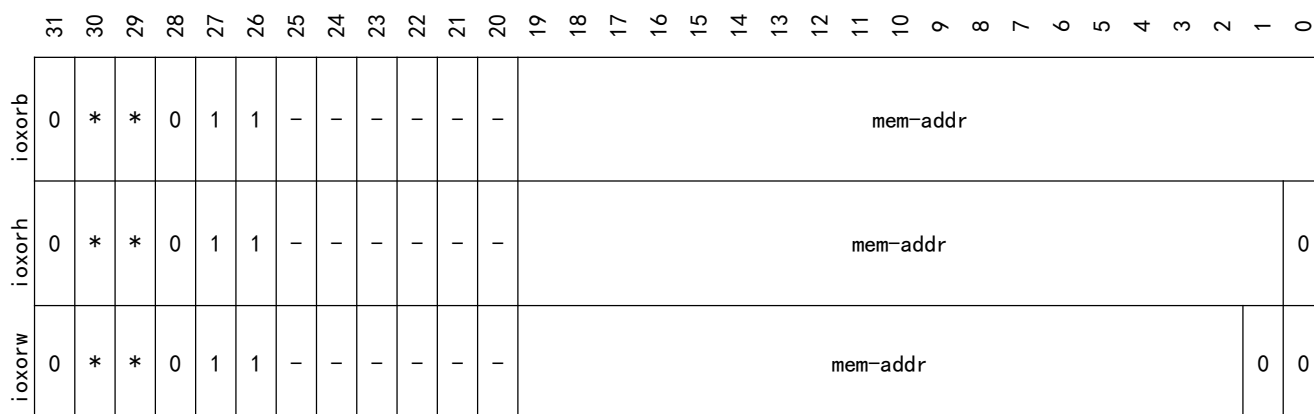 31 30 29 28 27 26 25 24 23 22 21 20 19 18 17 16 15 14 13 12 11 10 9 8 7 6 5 4 3 2 1 0
ioxorb 0 * * 0 1 1 - - - - - - mem-addr
ioxorh 0 * * 0 1 1 - - - - - - mem-addr 0
ioxorw 0 * * 0 1 1 - - - - - - mem-addr 0 0